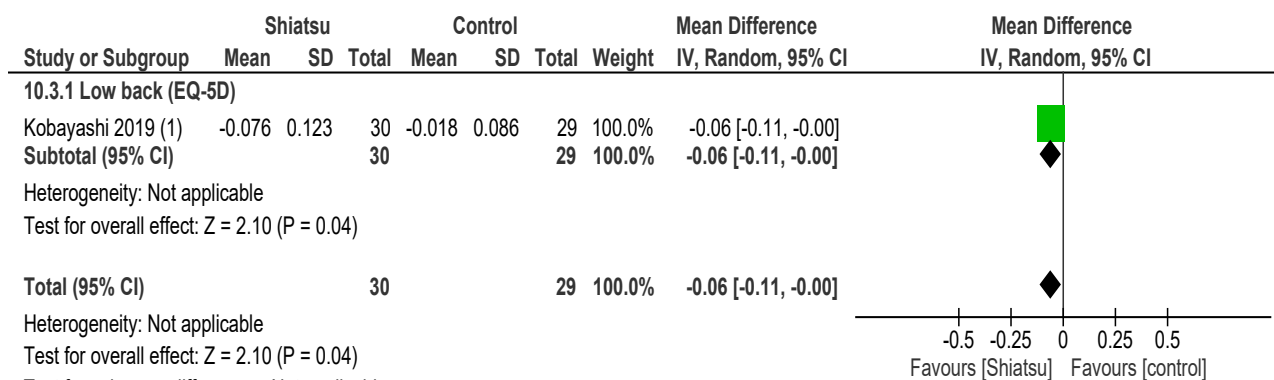 Shiatsu Control Mean Difference Mean Difference
Study or Subgroup Mean SD Total Mean SD Total Weight IV, Random, 95% CI IV, Random, 95% CI
10.3.1 Low back (EQ-5D)
Kobayashi 2019 (1) -0.076 0.123 30 -0.018 0.086 29 100.0% -0.06 [-0.11, -0.00]
Subtotal (95% CI) 30 29 100.0% -0.06 [-0.11, -0.00]
Heterogeneity: Not applicable
Test for overall effect: Z = 2.10 (P = 0.04)
Total (95% CI) 30 29 100.0% -0.06 [-0.11, -0.00]
Heterogeneity: Not applicable
Test for overall effect: Z = 2.10 (P = 0.04)
-0.5 -0.25 0 0.25 0.5
Favours [Shiatsu] Favours [control]